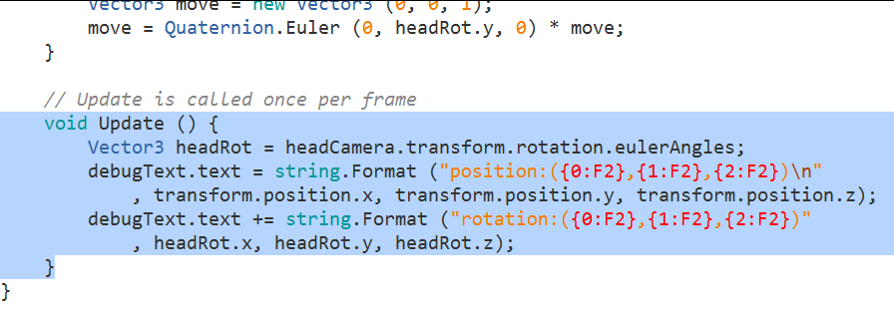 Vector3 move = new Vector3 (0, 0, 1);
move = Quaternion.Euler (0, headRot.y, 0) * move;
}
// Update is called once per frame
void Update () {
Vector3 headRot = headCamera.transform.rotation.eulerAngles;
debugText.text = string.Format ("position:({0:F2},{1:F2},{2:F2})\n"
, transform.position.x, transform.position.y, transform.position.z);
debugText.text += string.Format ("rotation:({0:F2},{1:F2},{2:F2})"
, headRot.x, headRot.y, headRot.z);
}
}